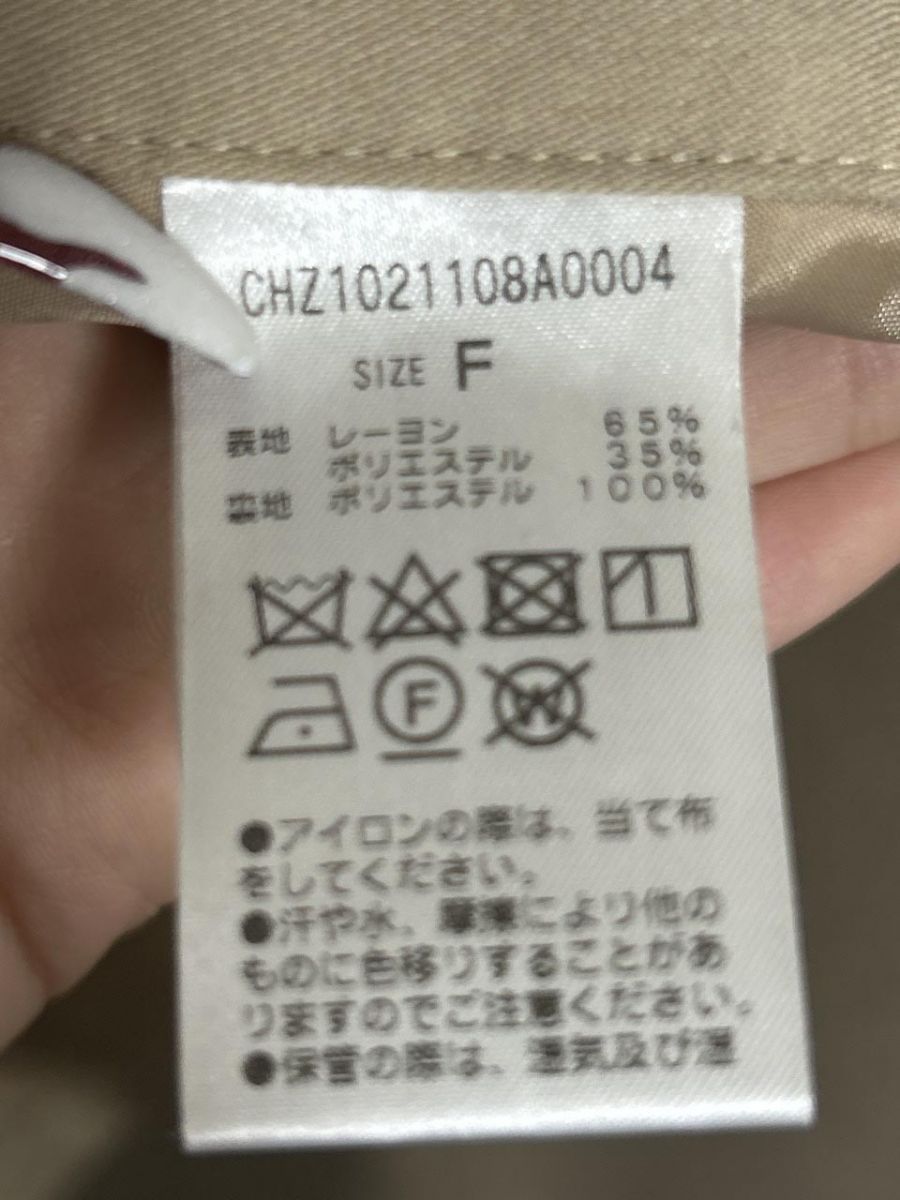 CHZ1021108A0004
SIZE F
表地 レーヨン 65%
ポリエステル 35%
裏地 ポリエステル 100%
F
W
●アイロンの際は、当て布
をしてください。
●汗や水、摩擦により他の
ものに色移りすることがあ
りますのでご注意ください。
●保管の際は、通気及び湿